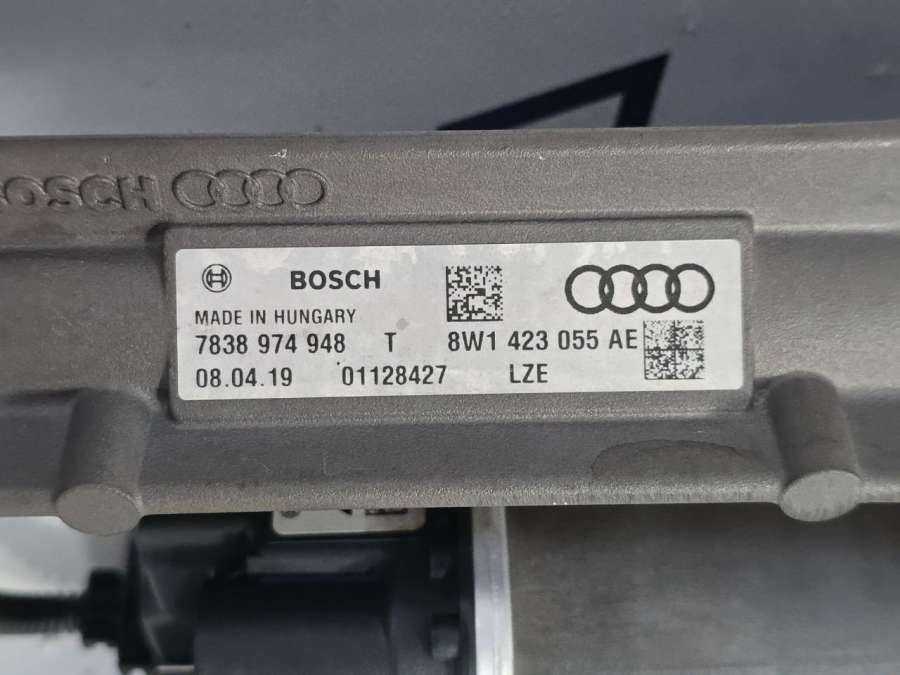 BOSCH
BOSCH
MADE IN HUNGARY
7838 974 948 T 8W1 423 055 AE
08.04.19 01128427 LZE